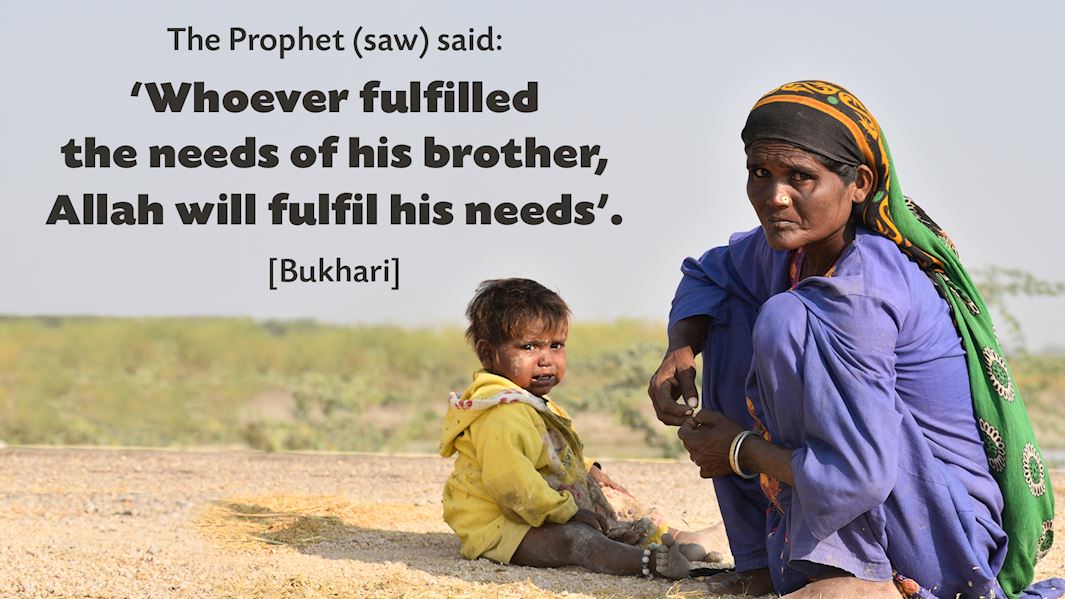 The Prophet (saw) said:
‘Whoever fulfilled
the needs of his brother,
Allah will fulfil his needs’.
[Bukhari]